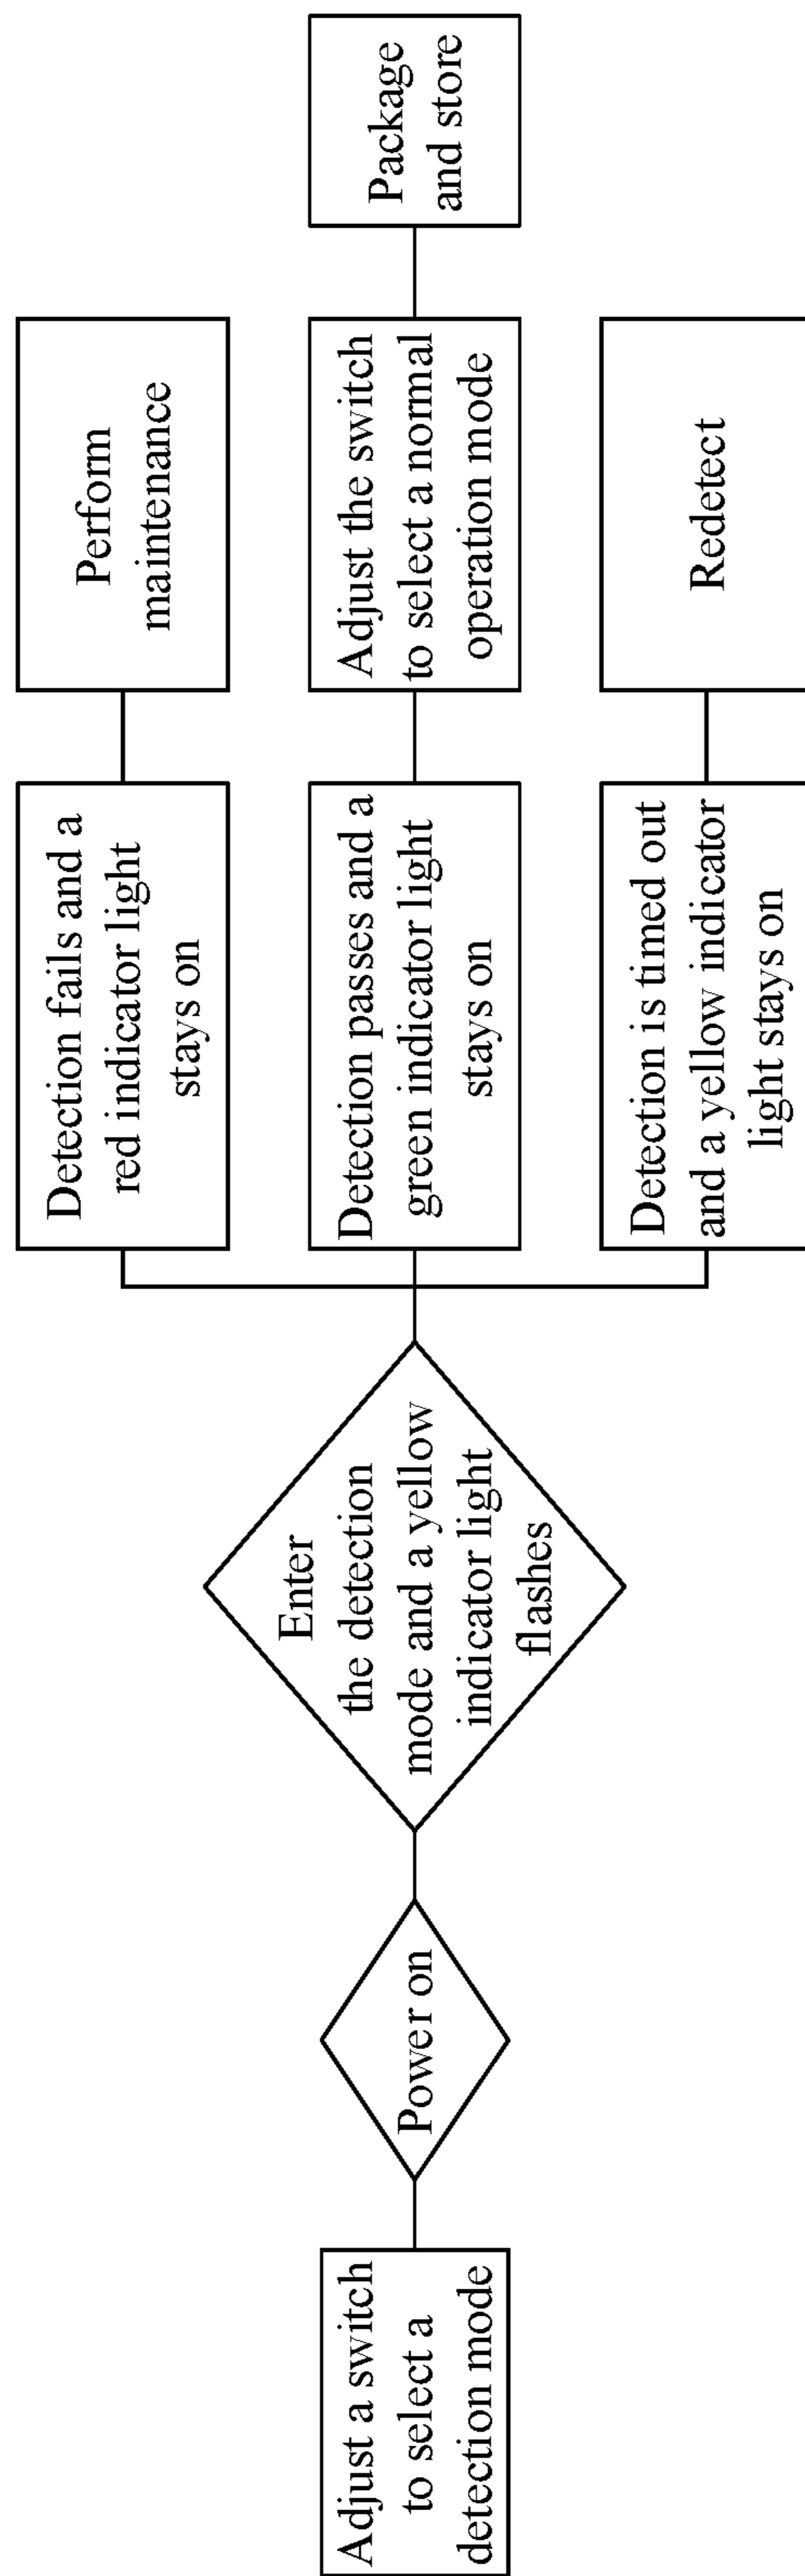 Adjust a switch
to select a
detection mode
Power on
Enter
the detection
mode and a yellow
indicator light
flashes
Detection fails and a
red indicator light
stays on
Perform
maintenance
Detection passes and a
green indicator light
stays on
Adjust the switch
to select a normal
operation mode
Package
and store
Detection is timed out
and a yellow indicator
light stays on
Redetect